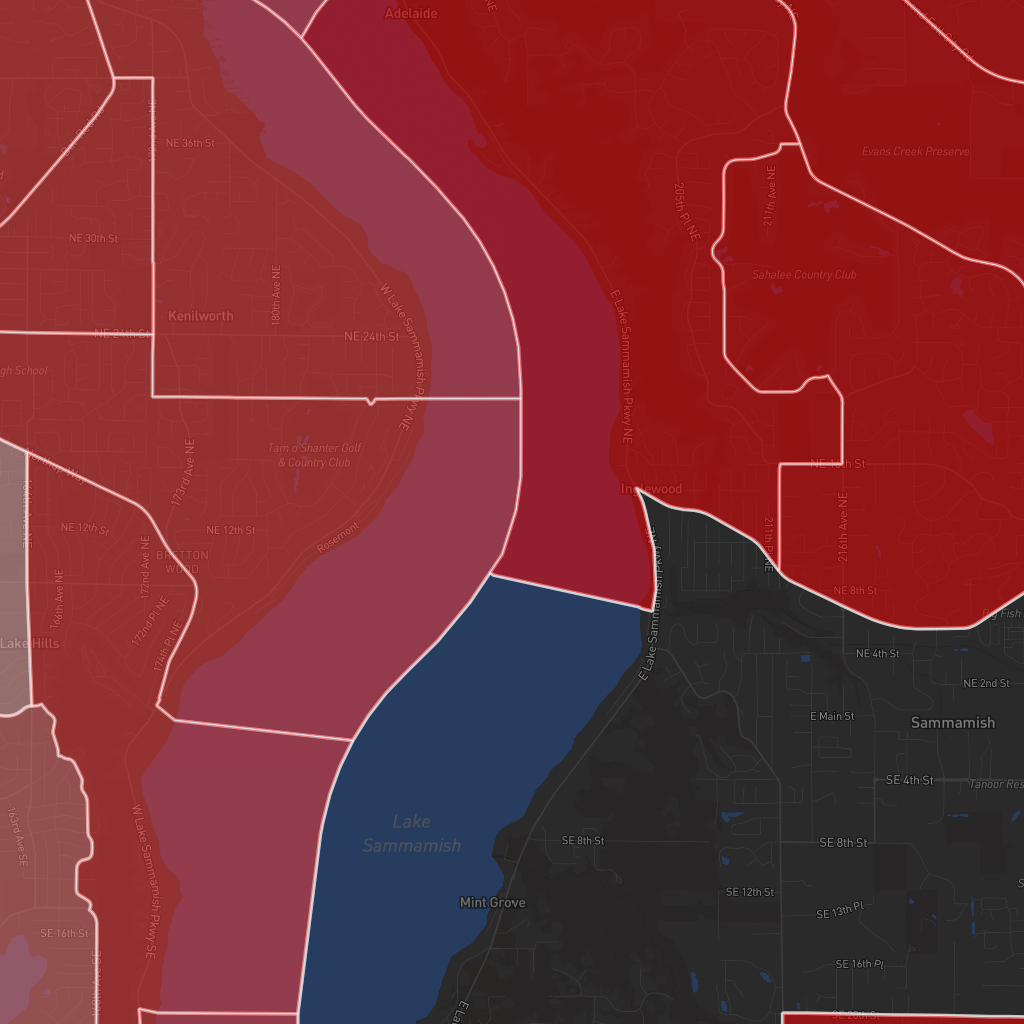 Adelaide
NE 36th St
Evans Creek Preserve
211th Ave NE
205th Pl NE
NE 30th St
Sahalee Country Club
180th Ave NE
W Lake Sammamish Pkwy NE
Kenilworth
NE 24th St
NE 24th St
E Lake Sammamish Pkwy NE
gh School
Tam o'Shanter Golf
& Country Club
173rd Ave NE
NE 12th St
NE 12th St
Rosemont
BRETTON
WOOD
172nd Ave NE
166th Ave NE
172nd Pl NE
174th Pl NE
Lake Hills
Inglewood
216th Ave NE
211th Pl NE
NE 8th St
Big Fish
E Lake Sammamish Pkwy NE
NE 4th St
NE 2nd St
E Main St
Sammamish
SE 4th St
Tanoor Res
Lake
Sammamish
SE 8th St
SE 8th St
163rd Ave SE
W Lake Sammamish Pkwy SE
Mint Grove
SE 12th St
SE 13th Pl
SE 16th St
SE 16th Pl
SE 20th St
E La